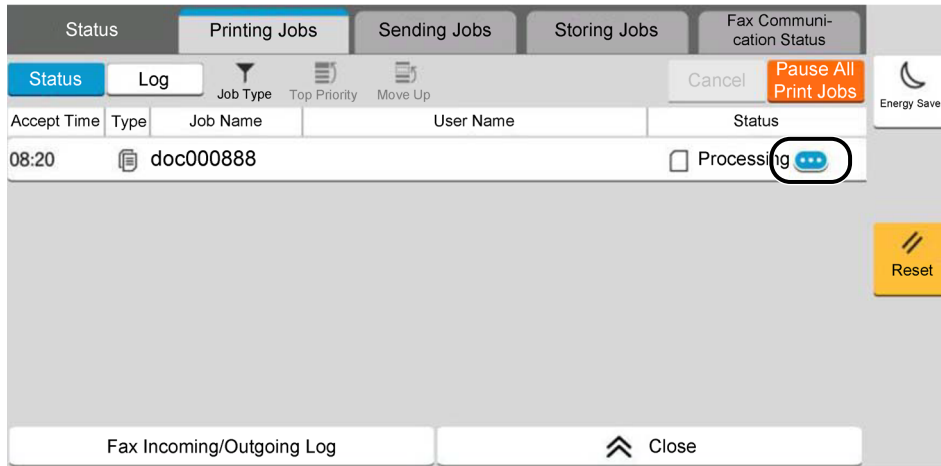 Status
Printing Jobs
Sending Jobs
Storing Jobs
Fax Communi-
cation Status
Status
Log
Job Type
Top Priority
Move Up
Cancel
Pause All
Print Jobs
Energy Save
Accept Time Type Job Name User Name Status
08:20 doc000888 Processing
Reset
Fax Incoming/Outgoing Log
Close